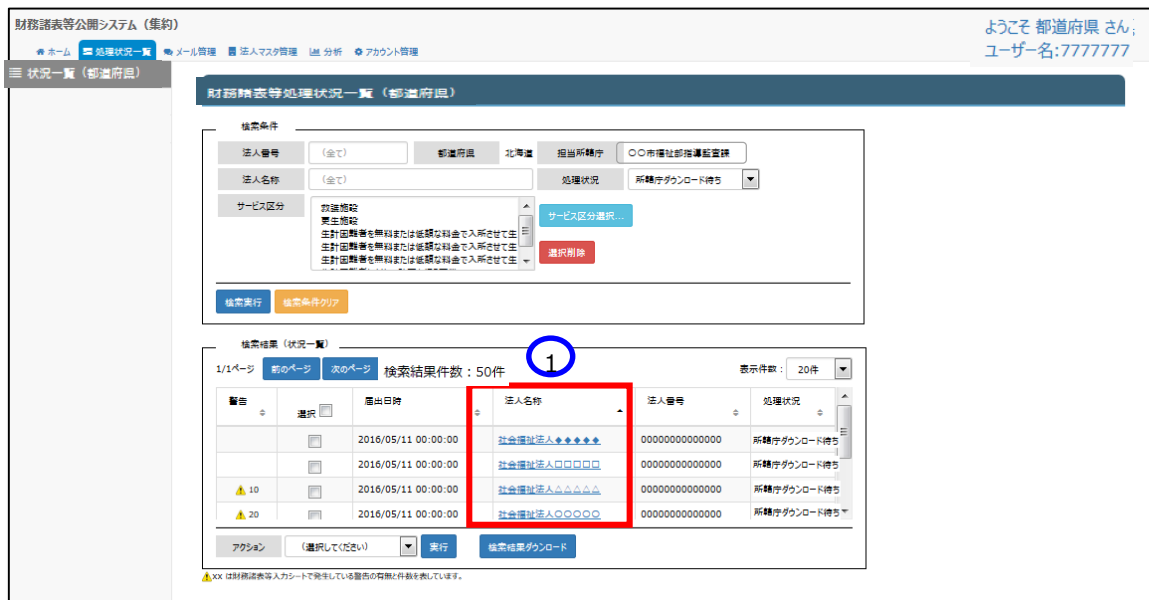 財務諸表等公開システム（集約）
ようこそ 都道府県 さん
ホーム 処理状況一覧 メール管理 法人マスタ管理 分析 アカウント管理
ユーザー名:7777777
状況一覧（都道府県）
財務諸表等処理状況一覧（都道府県）
検索条件
法人番号 （全て） 都道府県 北海道 担当所轄庁 〇〇市福祉部指導監査課
法人名称 （全て） 処理状況 所轄庁ダウンロード待ち
サービス区分 救護施設
更生施設
サービス区分選択...
生計困難者を無料または低額な料金で入所させて生
生計困難者を無料または低額な料金で入所させて生
選択削除
生計困難者を無料または低額な料金で入所させて生
検索実行 検索条件クリア
検索結果（状況一覧）
1
1/1ページ 前のページ 次のページ 検索結果件数：50件 表示件数： 20件
警告 選択 届出日時 法人名称 法人番号 処理状況
2016/05/11 00:00:00 社会福祉法人◆◆◆◆◆ 00000000000000 所轄庁ダウンロード待ち
2016/05/11 00:00:00 社会福祉法人□□□□□ 00000000000000 所轄庁ダウンロード待ち
10 2016/05/11 00:00:00 社会福祉法人△△△△△ 00000000000000 所轄庁ダウンロード待ち
20 2016/05/11 00:00:00 社会福祉法人〇〇〇〇〇 00000000000000 所轄庁ダウンロード待ち
アクション （選択してください） 実行 検索結果ダウンロード
XX は財務諸表等入力シートで発生している警告の有無と件数を表しています。